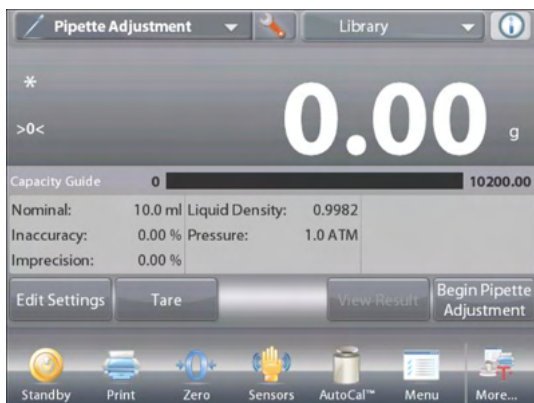 Pipette Adjustment
Library
*
>0<
0.00 g
Capacity Guide 0 10200.00
Nominal: 10.0 ml Liquid Density: 0.9982
Inaccuracy: 0.00 % Pressure: 1.0 ATM
Imprecision: 0.00 %
Edit Settings Tare View Result Begin Pipette
Adjustment
Standby Print Zero Sensors AutoCal™ Menu More...